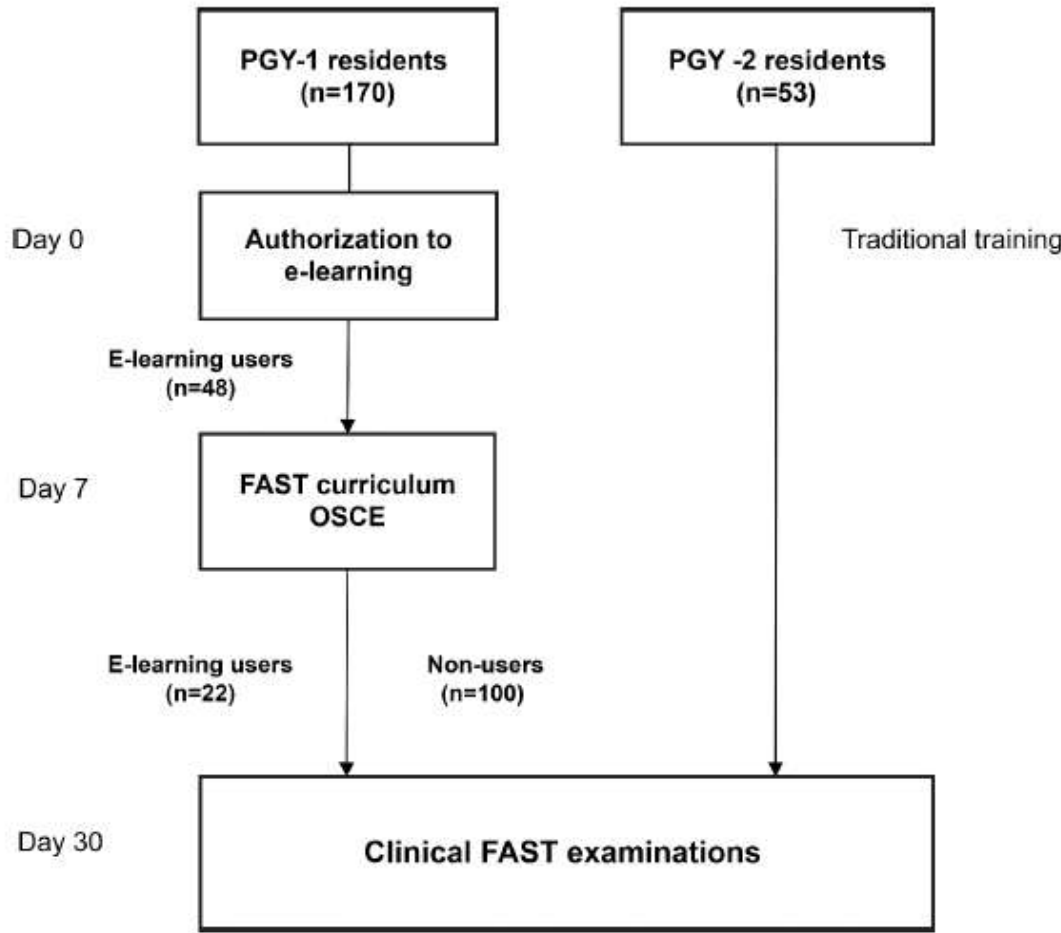 PGY-1 residents
(n=170)
PGY -2 residents
(n=53)
Day 0
Authorization to
e-learning
Traditional training
E-learning users
(n=48)
Day 7
FAST curriculum
OSCE
E-learning users
(n=22)
Non-users
(n=100)
Day 30
Clinical FAST examinations